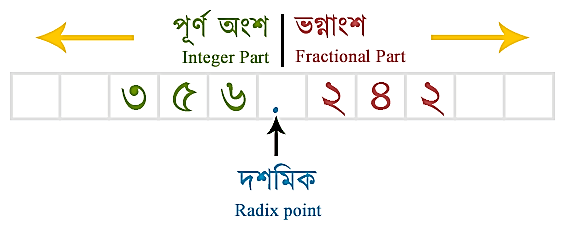 পূর্ণ অংশ | ভগ্নাংশ
Integer Part | Fractional Part
৩ ৫ ৬ . ২ ৪ ২
দশমিক
Radix point